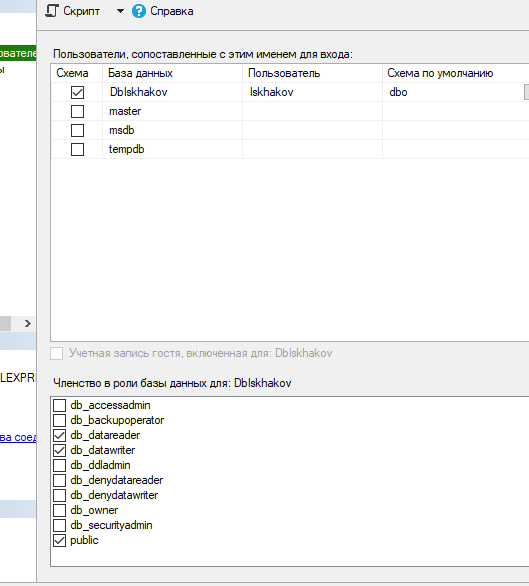 Скрипт Справка
ователе
ы
Пользователи, сопоставленные с этим именем для входа:
Схема База данных Пользователь Схема по умолчанию
DbIskhakov Iskhakov dbo
master
msdb
tempdb
Учетная запись гостя, включенная для: DbIskhakov
LEXPRI
Членство в роли базы данных для: DbIskhakov
db_accessadmin
db_backupoperator
db_datareader
ва соед
db_datawriter
db_ddladmin
db_denydatareader
db_denydatawriter
db_owner
db_securityadmin
public